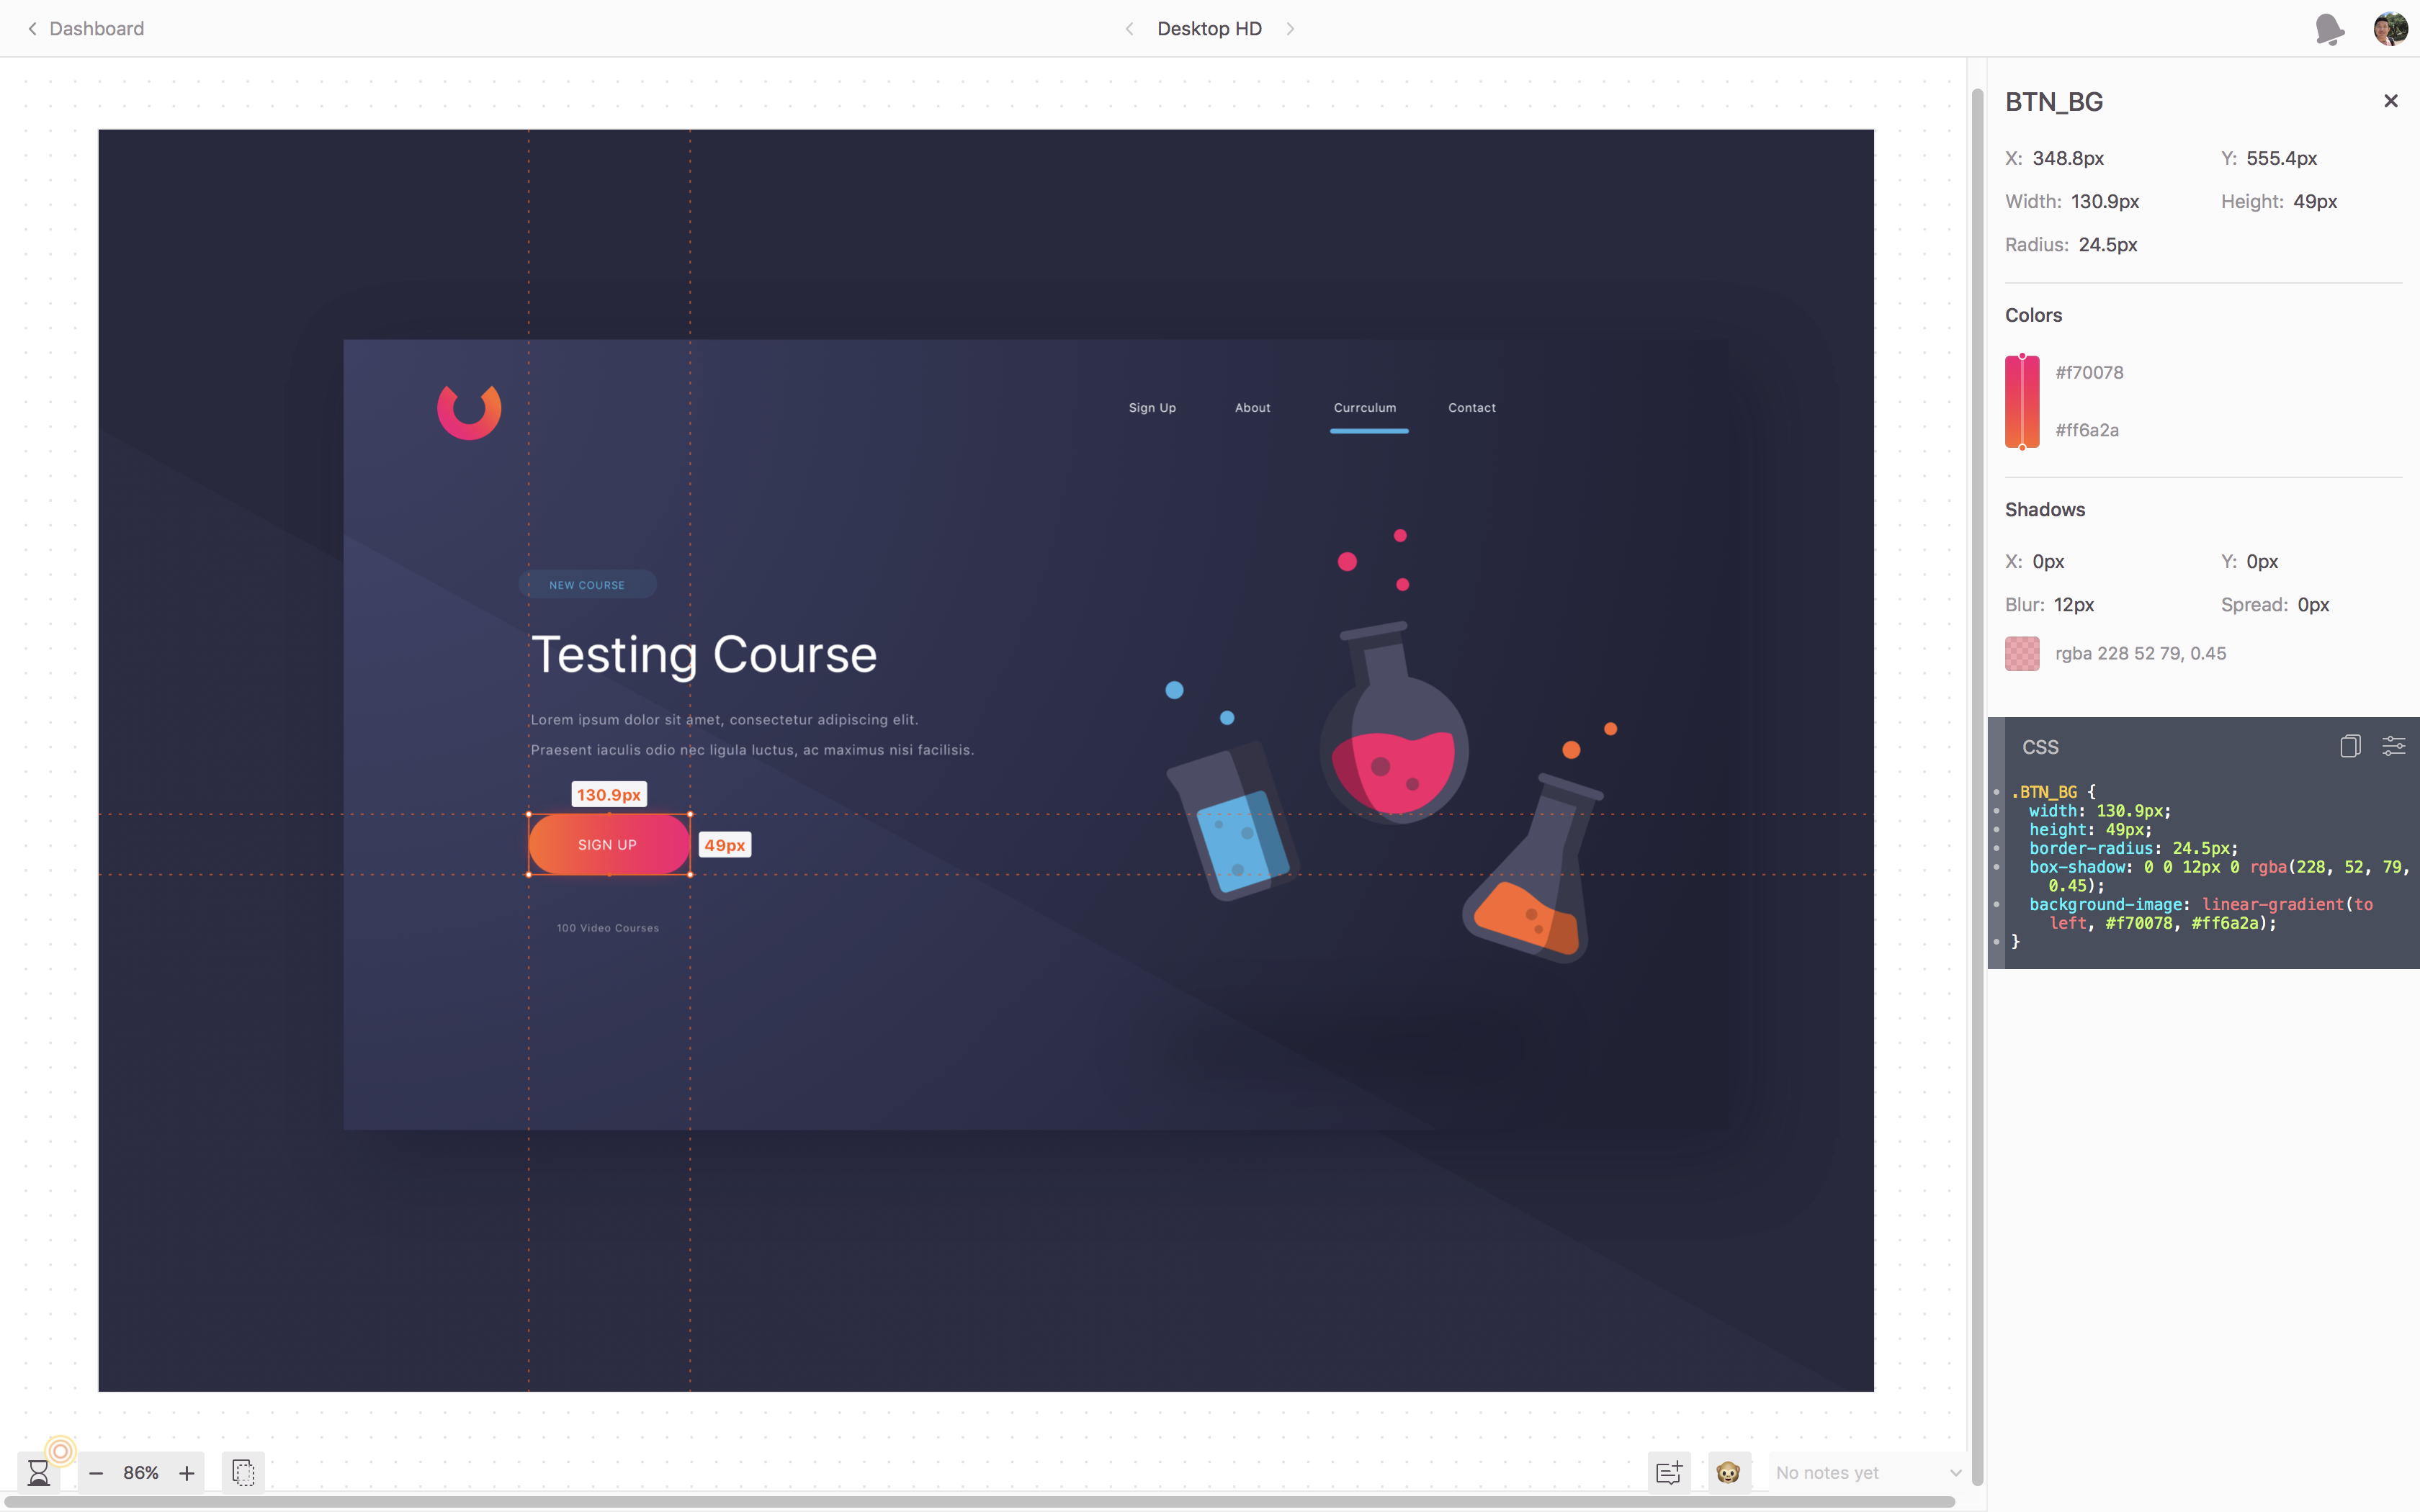 Dashboard
Desktop HD
BTN_BG
X: 348.8px Y: 555.4px
Width: 130.9px Height: 49px
Radius: 24.5px
Colors
#f70078
#ff6a2a
Shadows
X: 0px Y: 0px
Blur: 12px Spread: 0px
rgba 228 52 79, 0.45
CSS
.BTN_BG {
width: 130.9px;
height: 49px;
border-radius: 24.5px;
box-shadow: 0 0 12px 0 rgba(228, 52, 79,
0.45);
background-image: linear-gradient(to
left, #f70078, #ff6a2a);
}
Sign Up About Currculum Contact
NEW COURSE
Testing Course
Lorem ipsum dolor sit amet, consectetur adipiscing elit.
Praesent iaculis odio nec ligula luctus, ac maximus nisi facilisis.
130.9px
SIGN UP
49px
100 Video Courses
86%
No notes yet